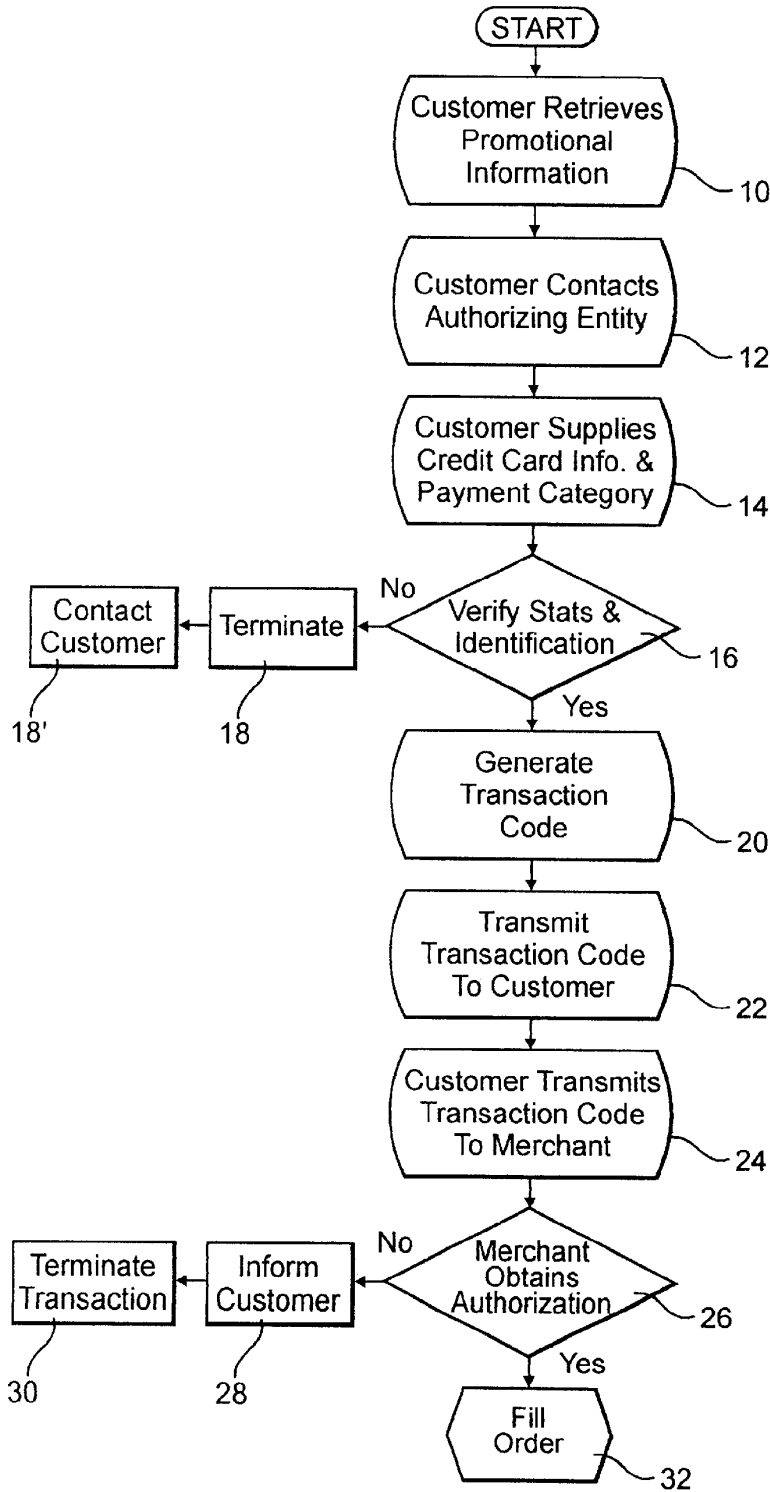 START
Customer Retrieves
Promotional
Information
10
Customer Contacts
Authorizing Entity
12
Customer Supplies
Credit Card Info. &
Payment Category
14
No
Verify Stats &
Identification
16
Terminate
18
Contact
Customer
18'
Yes
Generate
Transaction
Code
20
Transmit
Transaction Code
To Customer
22
Customer Transmits
Transaction Code
To Merchant
24
No
Merchant
Obtains
Authorization
26
Inform
Customer
28
Terminate
Transaction
30
Yes
Fill
Order
32